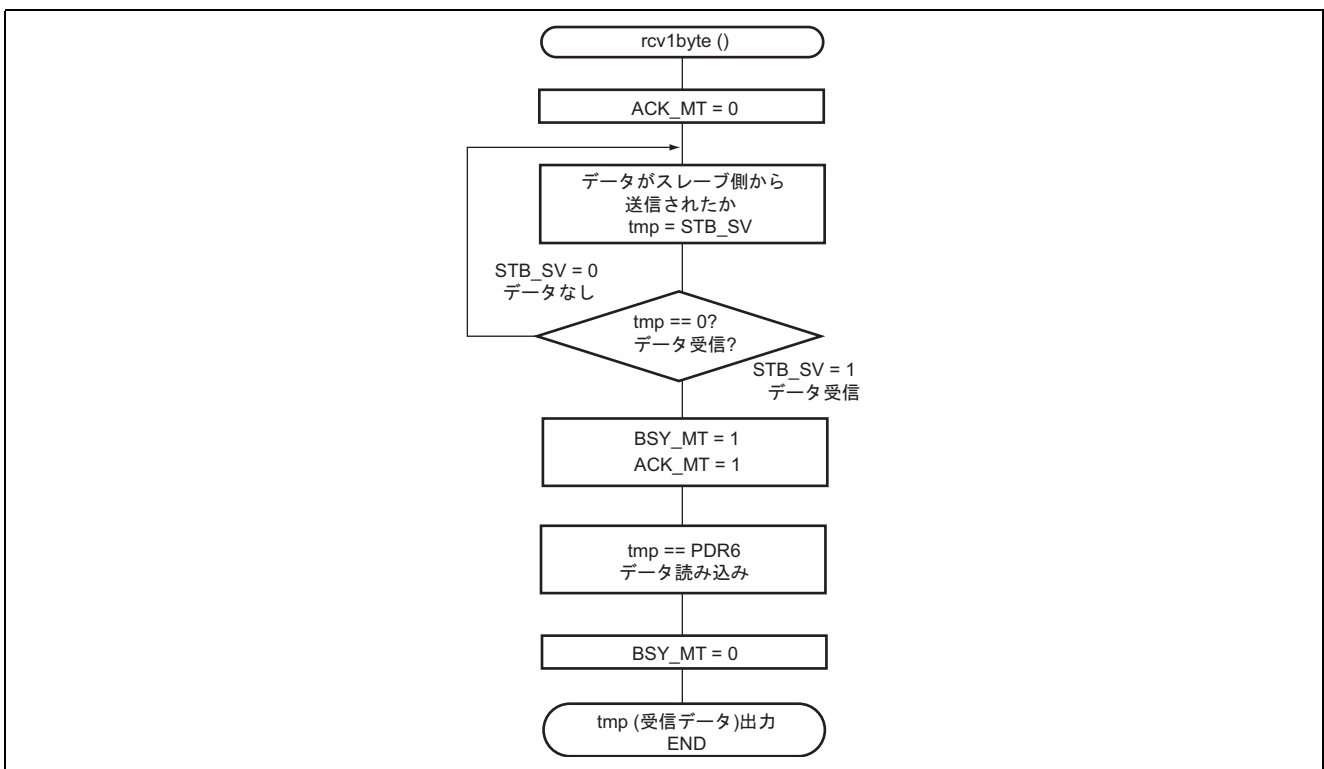 rcv1byte ()
ACK_MT = 0
データがスレーブ側から
送信されたか
tmp = STB_SV
STB_SV = 0
データなし
tmp == 0?
データ受信?
STB_SV = 1
データ受信
BSY_MT = 1
ACK_MT = 1
tmp == PDR6
データ読み込み
BSY_MT = 0
tmp (受信データ)出力
END